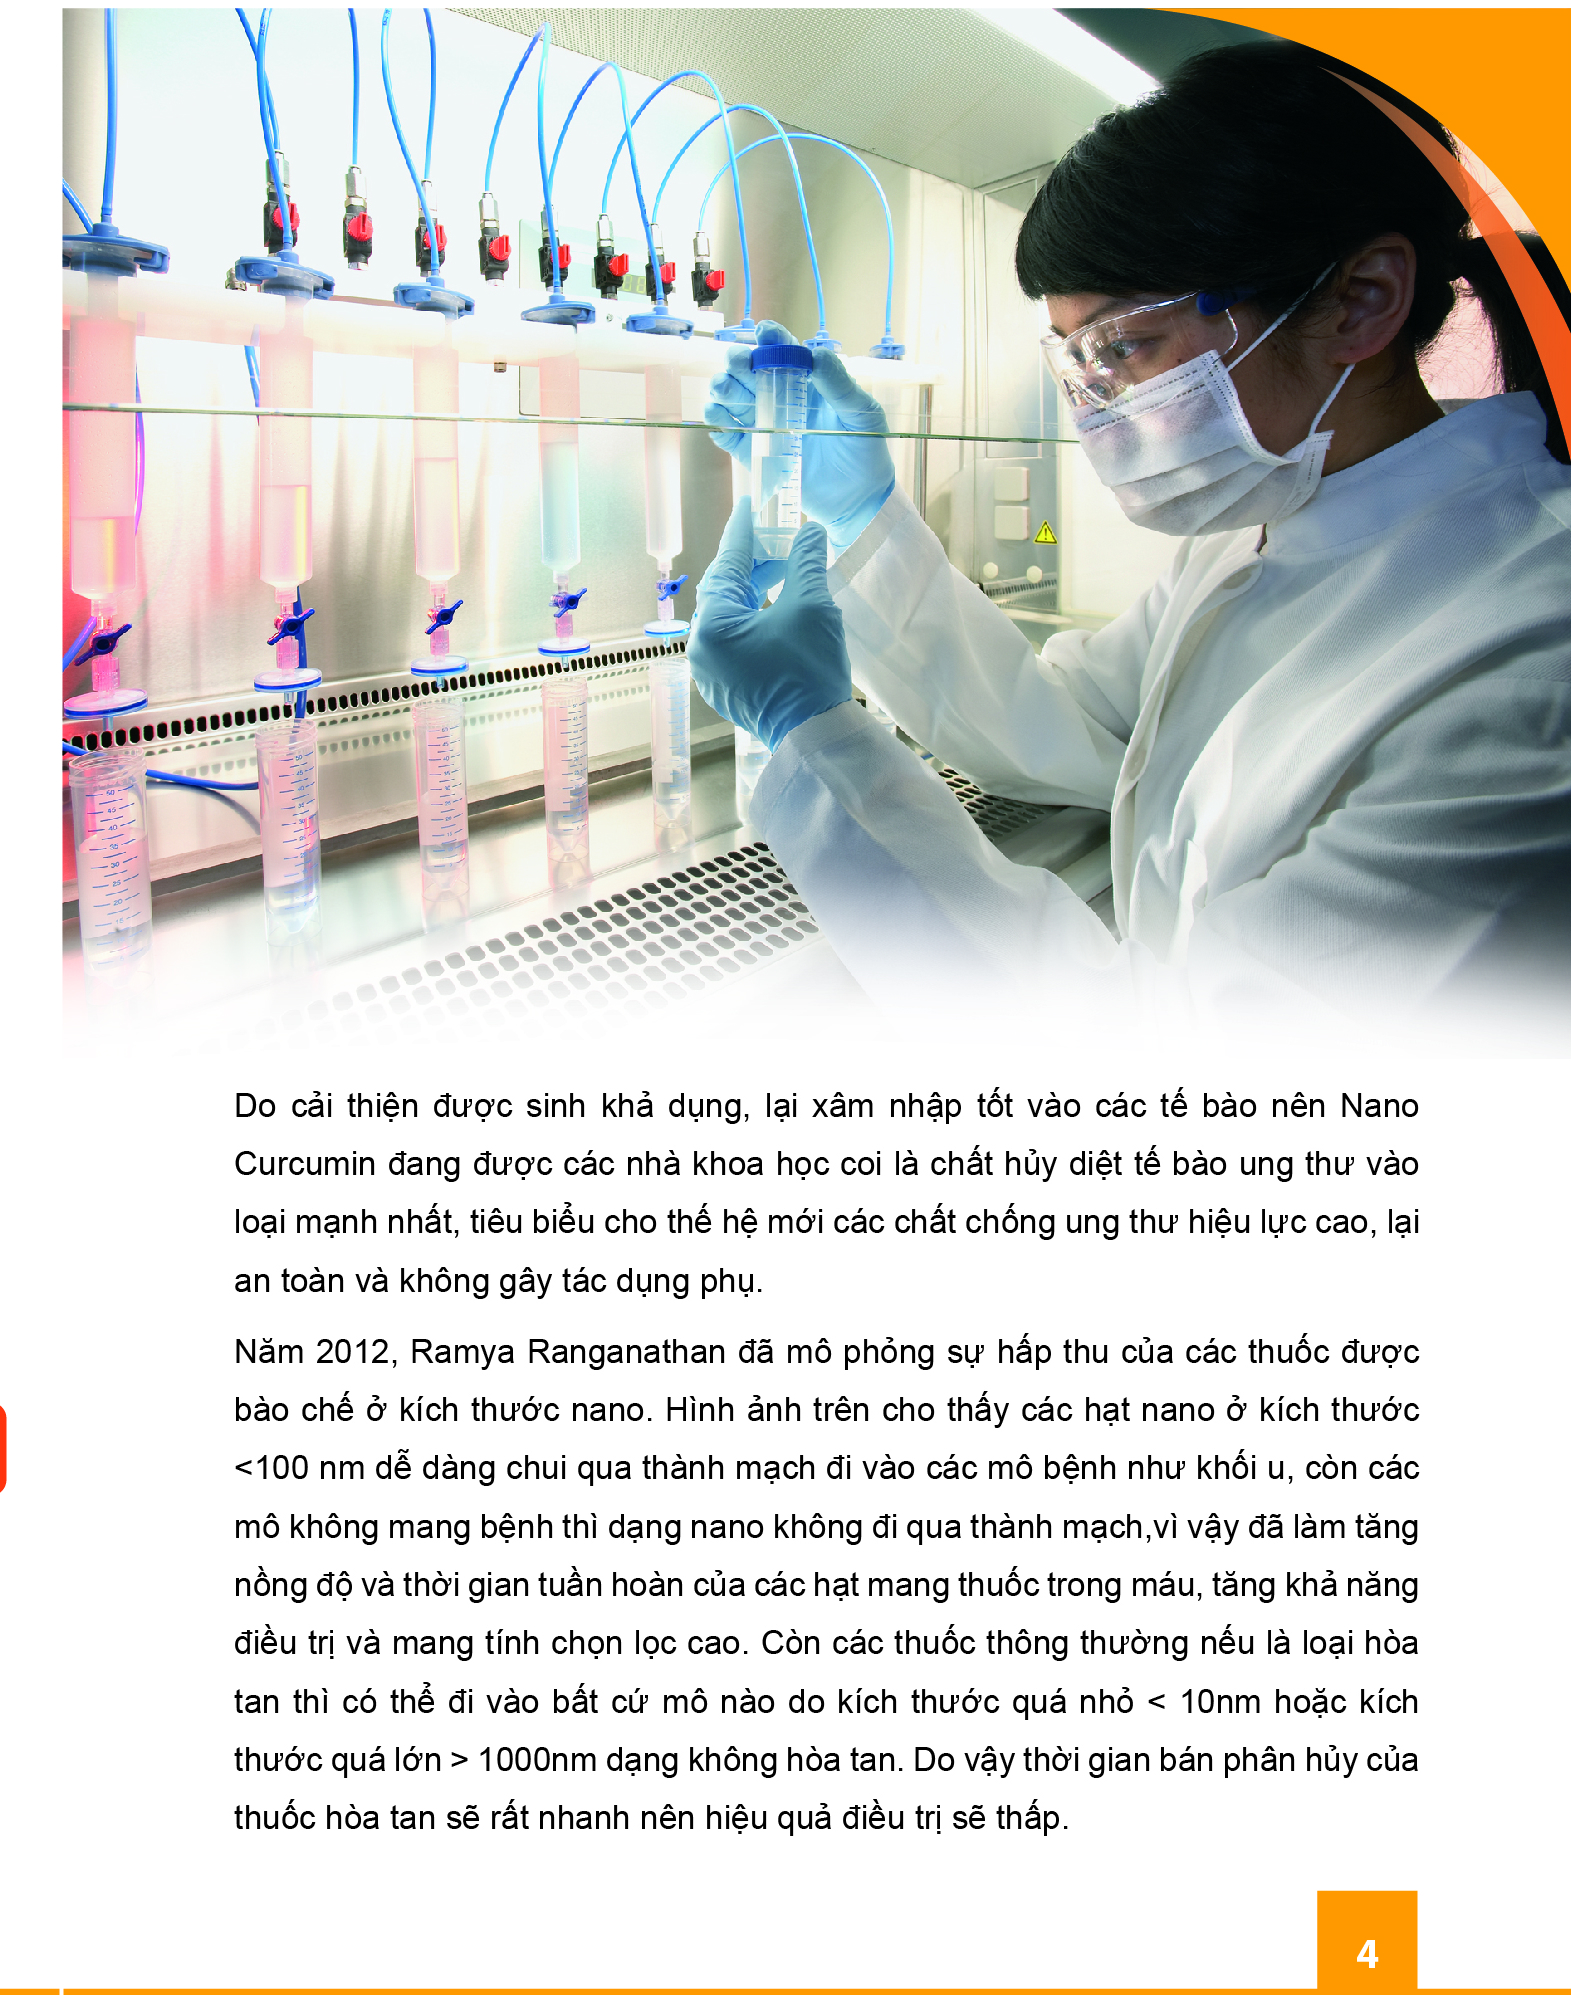 Do cải thiện được sinh khả dụng, lại xâm nhập tốt vào các tế bào nên Nano
Curcumin đang được các nhà khoa học coi là chất hủy diệt tế bào ung thư vào
loại mạnh nhất, tiêu biểu cho thế hệ mới các chất chống ung thư hiệu lực cao, lại
an toàn và không gây tác dụng phụ.
Năm 2012, Ramya Ranganathan đã mô phỏng sự hấp thu của các thuốc được
bào chế ở kích thước nano. Hình ảnh trên cho thấy các hạt nano ở kích thước
<100 nm dễ dàng chui qua thành mạch đi vào các mô bệnh như khối u, còn các
mô không mang bệnh thì dạng nano không đi qua thành mạch,vì vậy đã làm tăng
nồng độ và thời gian tuần hoàn của các hạt mang thuốc trong máu, tăng khả năng
điều trị và mang tính chọn lọc cao. Còn các thuốc thông thường nếu là loại hòa
tan thì có thể đi vào bất cứ mô nào do kích thước quá nhỏ < 10nm hoặc kích
thước quá lớn > 1000nm dạng không hòa tan. Do vậy thời gian bán phân hủy của
thuốc hòa tan sẽ rất nhanh nên hiệu quả điều trị sẽ thấp.
4